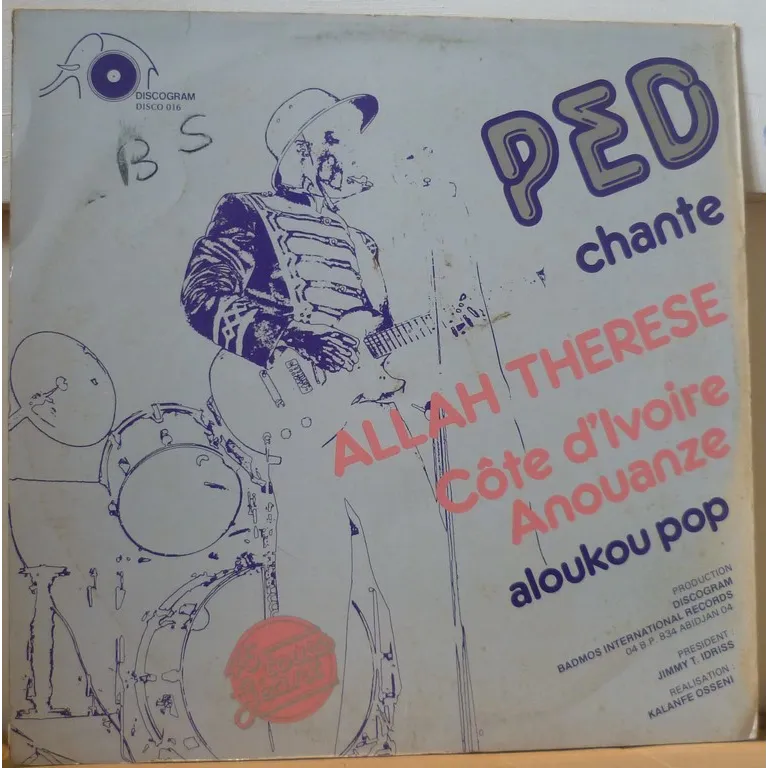 DISCOGRAM
DISCO 016
BS
PED
chante
ALLAH THERESE
Côte d'Ivoire
Anouanze
aloukou pop
PRODUCTION
DISCOGRAM
BADMOS INTERNATIONAL RECORDS
04 B.P. 834 ABIDJAN 04
PRESIDENT :
JIMMY T. IDRISS
REALISATION :
KALANFE OSSENI